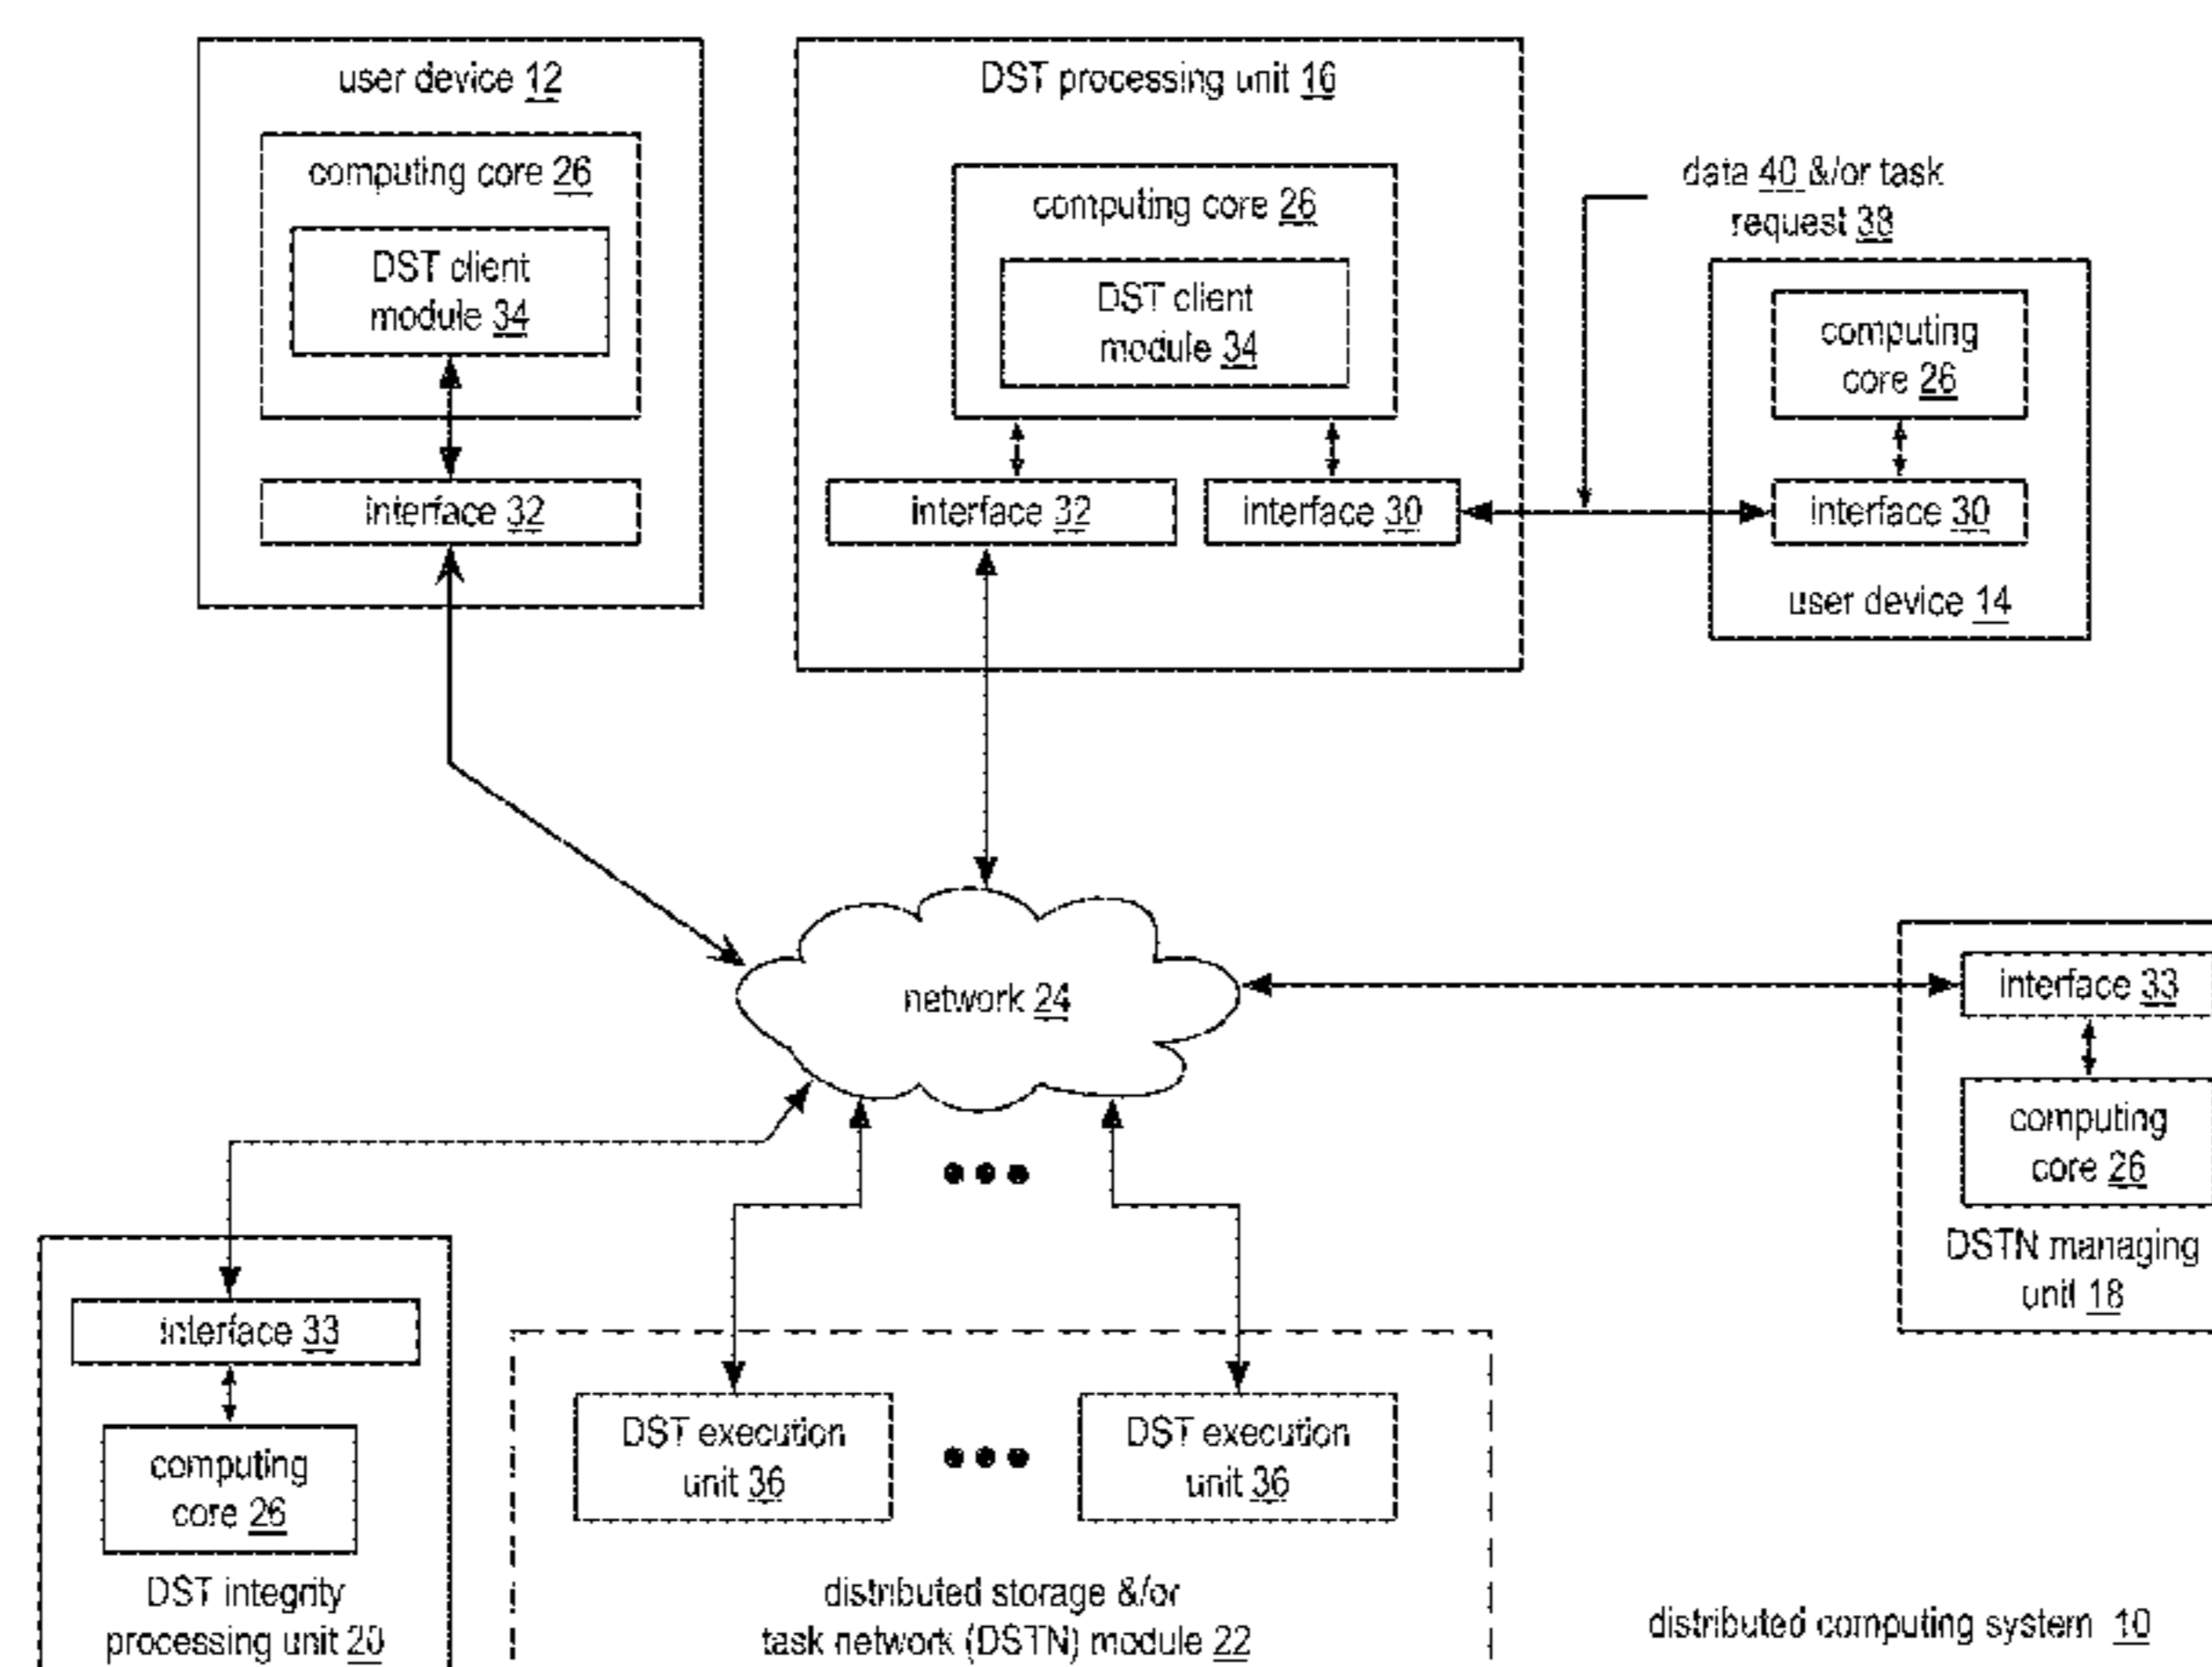 user device 12
computing core 26
DST client
module 34
interface 32
DST processing unit 16
computing core 26
DST client
module 34
interface 32
interface 30
data 40 &/or task
request 38
computing
core 26
interface 30
user device 14
network 24
interface 33
computing
core 26
DSTN managing
unit 18
interface 33
computing
core 26
DST integrity
processing unit 20
DST execution
unit 36
DST execution
unit 36
distributed storage &/or
task network (DSTN) module 22
distributed computing system 10